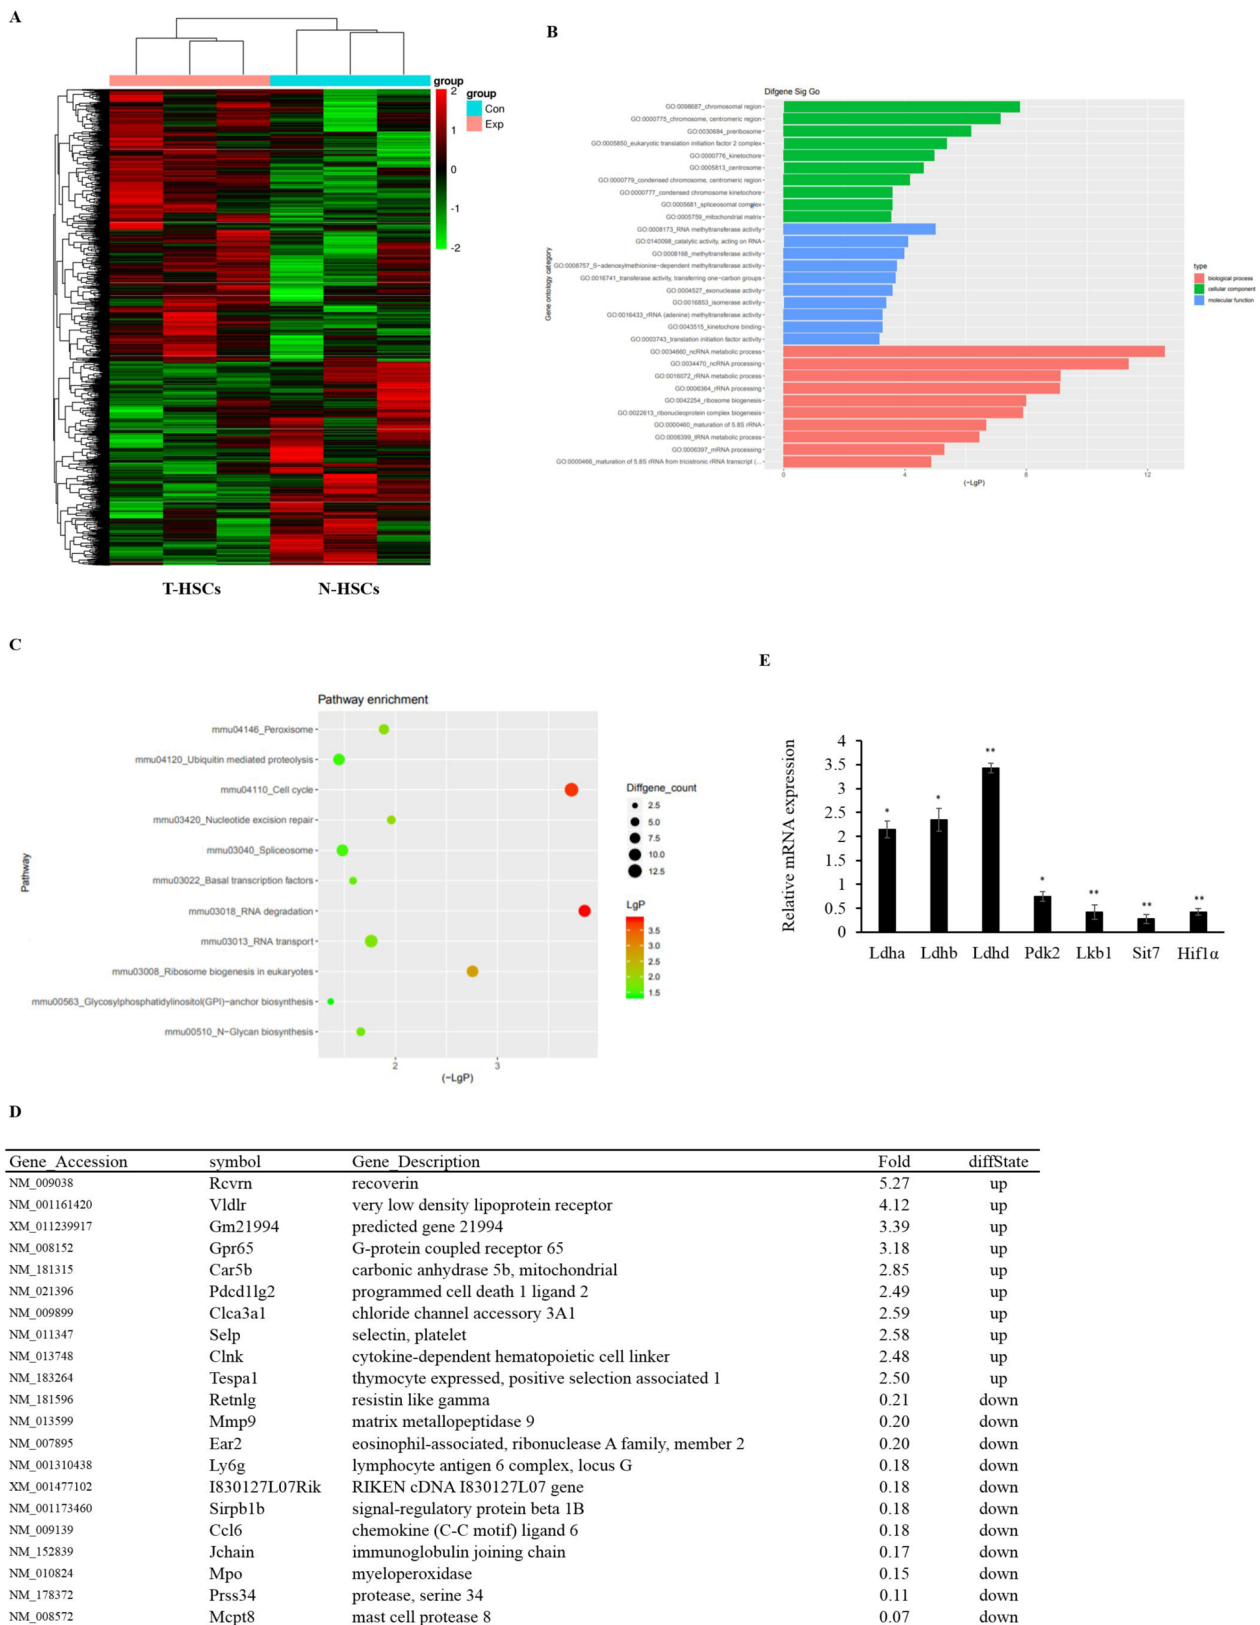 A
group
2
1
0
-1
-2
group
Con
Exp
T-HSCs
N-HSCs
B
Difgene Sig Go
Gene ontology category
GO:0098687_chromosomal region
GO:0000775_chromosome, centromeric region
GO:0030684_preribosome
GO:0005850_eukaryotic translation initiation factor 2 complex
GO:0000776_kinetochore
GO:0005813_centrosome
GO:0000779_condensed chromosome, centromeric region
GO:0000777_condensed chromosome kinetochore
GO:0005681_spliceosomal complex
GO:0005759_mitochondrial matrix
GO:0008173_RNA methyltransferase activity
GO:0140098_catalytic activity, acting on RNA
GO:0008168_methyltransferase activity
GO:0008757_S-adenosylmethionine-dependent methyltransferase activity
GO:0016741_transferase activity, transferring one-carbon groups
GO:0004527_exonuclease activity
GO:0016853_isomerase activity
GO:0016433_rRNA (adenine) methyltransferase activity
GO:0043515_kinetochore binding
GO:0003743_translation initiation factor activity
GO:0034660_ncRNA metabolic process
GO:0034470_ncRNA processing
GO:0016072_rRNA metabolic process
GO:0006364_rRNA processing
GO:0042254_ribosome biogenesis
GO:0022613_ribonucleoprotein complex biogenesis
GO:0000460_maturation of 5.8S rRNA
GO:0006399_tRNA metabolic process
GO:0006397_mRNA processing
GO:0000466_maturation of 5.8S rRNA from tricistronic rRNA transcript (...
0 4 8 12
(-LgP)
type
biological process
cellular component
molecular function
C
Pathway enrichment
Pathway
mmu04146_Peroxisome
mmu04120_Ubiquitin mediated proteolysis
mmu04110_Cell cycle
mmu03420_Nucleotide excision repair
mmu03040_Spliceosome
mmu03022_Basal transcription factors
mmu03018_RNA degradation
mmu03013_RNA transport
mmu03008_Ribosome biogenesis in eukaryotes
mmu00563_Glycosylphosphatidylinositol(GPI)-anchor biosynthesis
mmu00510_N-Glycan biosynthesis
2 3
(-LgP)
Diffgene_count
2.5
5.0
7.5
10.0
12.5
LgP
3.5
3.0
2.5
2.0
1.5
E
Relative mRNA expression
4
3.5
3
2.5
2
1.5
1
0.5
0
* * ** * ** ** **
Ldha Ldhb Ldhd Pdk2 Lkb1 Sit7 Hif1α
D
Gene_Accession symbol Gene_Description Fold diffState
NM_009038 Rcvrn recoverin 5.27 up
NM_001161420 Vldlr very low density lipoprotein receptor 4.12 up
XM_011239917 Gm21994 predicted gene 21994 3.39 up
NM_008152 Gpr65 G-protein coupled receptor 65 3.18 up
NM_181315 Car5b carbonic anhydrase 5b, mitochondrial 2.85 up
NM_021396 Pdcd1lg2 programmed cell death 1 ligand 2 2.49 up
NM_009899 Clca3a1 chloride channel accessory 3A1 2.59 up
NM_011347 Selp selectin, platelet 2.58 up
NM_013748 Clnk cytokine-dependent hematopoietic cell linker 2.48 up
NM_183264 Tespa1 thymocyte expressed, positive selection associated 1 2.50 up
NM_181596 Retnlg resistin like gamma 0.21 down
NM_013599 Mmp9 matrix metallopeptidase 9 0.20 down
NM_007895 Ear2 eosinophil-associated, ribonuclease A family, member 2 0.20 down
NM_001310438 Ly6g lymphocyte antigen 6 complex, locus G 0.18 down
XM_001477102 I830127L07Rik RIKEN cDNA I830127L07 gene 0.18 down
NM_001173460 Sirpb1b signal-regulatory protein beta 1B 0.18 down
NM_009139 Ccl6 chemokine (C-C motif) ligand 6 0.18 down
NM_152839 Jchain immunoglobulin joining chain 0.17 down
NM_010824 Mpo myeloperoxidase 0.15 down
NM_178372 Prss34 protease, serine 34 0.11 down
NM_008572 Mcpt8 mast cell protease 8 0.07 down